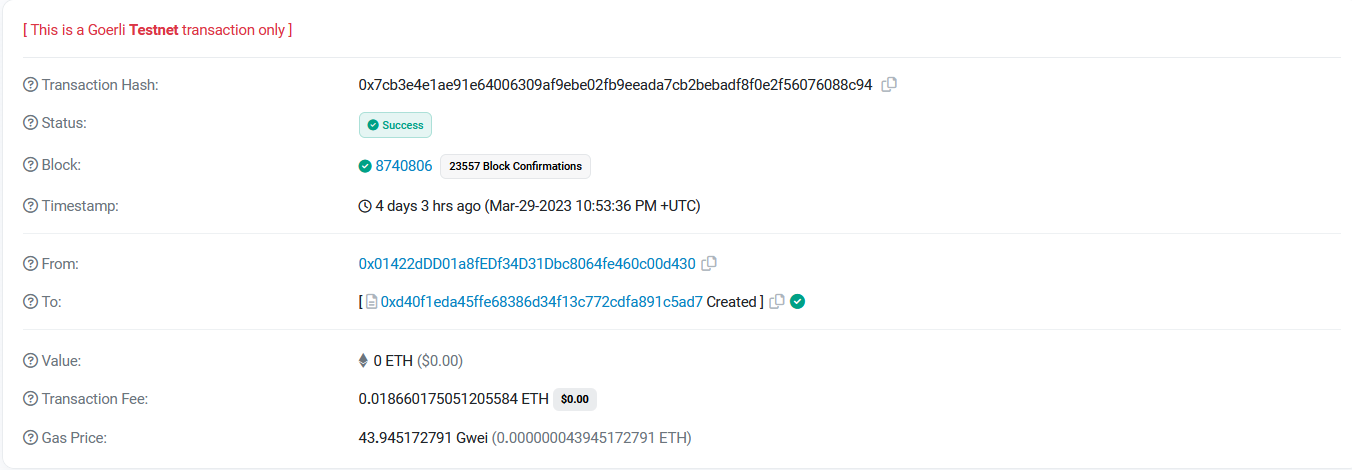 [ This is a Goerli Testnet transaction only ]
Transaction Hash: 0x7cb3e4e1ae91e64006309af9ebe02fb9eeada7cb2bebadf8f0e2f56076088c94
Status: Success
Block: 8740806 23557 Block Confirmations
Timestamp: 4 days 3 hrs ago (Mar-29-2023 10:53:36 PM +UTC)
From: 0x01422dDD01a8fEDf34D31Dbc8064fe460c00d430
To: [ 0xd40f1eda45ffe68386d34f13c772cdfa891c5ad7 Created ]
Value: 0 ETH ($0.00)
Transaction Fee: 0.018660175051205584 ETH $0.00
Gas Price: 43.945172791 Gwei (0.000000043945172791 ETH)